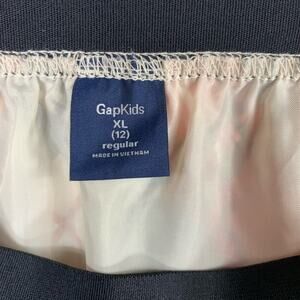 GapKids
XL
(12)
regular
MADE IN VIETNAM